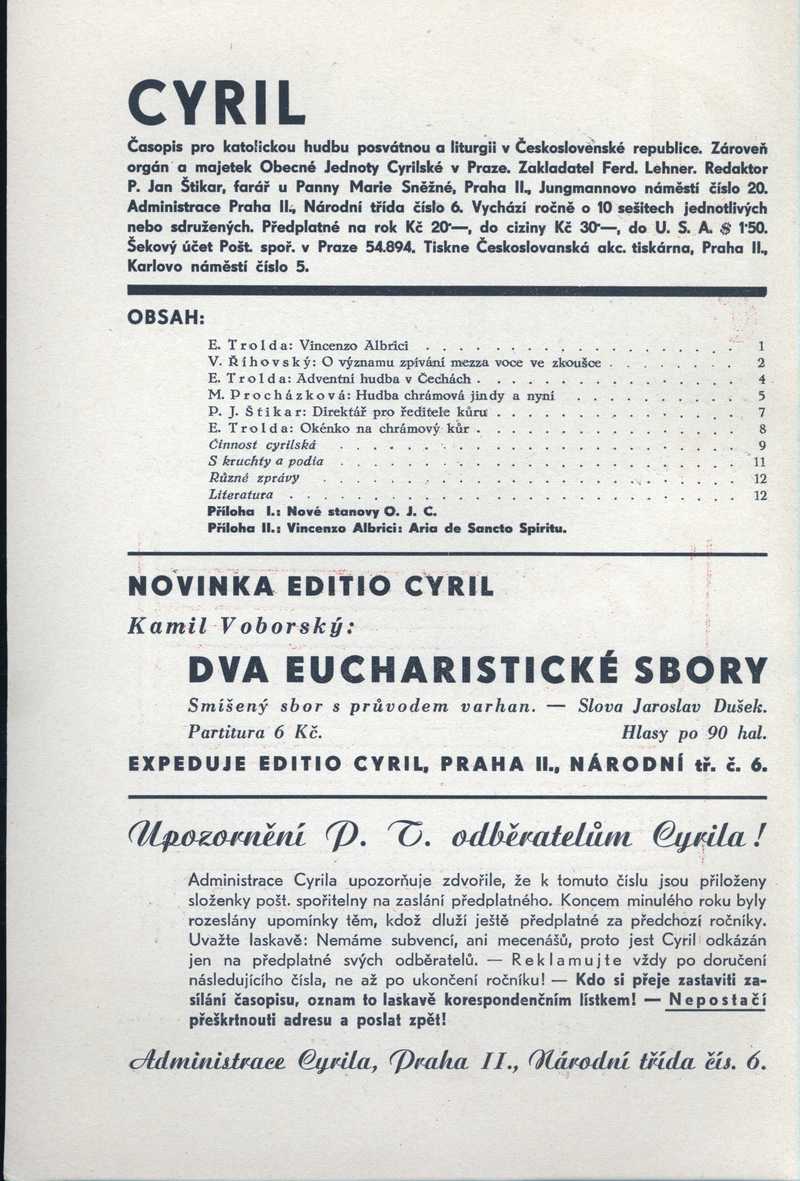 CYRIL
Časopis pro katolickou hudbu posvátnou a liturgii v Československé republice. Zároveň
orgán a majetek Obecné Jednoty Cyrilské v Praze. Zakladatel Ferd. Lehner. Redaktor
P. Jan Štikar, farář u Panny Marie Sněžné, Praha II., Jungmannovo náměstí číslo 20.
Administrace Praha II., Národní třída číslo 6. Vychází ročně o 10 sešitech jednotlivých
nebo sdružených. Předplatné na rok Kč 20·—, do ciziny Kč 30·—, do U. S. A. $ 1·50.
Šekový účet Pošt. spoř. v Praze 54.894. Tiskne Československá akc. tiskárna, Praha II.,
Karlovo náměstí číslo 5.
OBSAH:
E. Trolda: Vincenzo Albrici . . . . . . . . . . . . . . . . . . . . . . 1
V. Říhovský: O významu zpívání mezza voce ve zkoušce . . . . . . . . 2
E. Trolda: Adventní hudba v Čechách . . . . . . . . . . . . . . . . . 4
M. Procházková: Hudba chrámová jindy a nyní . . . . . . . . . . . . 5
P. J. Štikar: Direktář pro ředitele kůru . . . . . . . . . . . . . . . . . 7
E. Trolda: Okénko na chrámový kůr . . . . . . . . . . . . . . . . . . 8
Činnost cyrilská . . . . . . . . . . . . . . . . . . . . . . . . . . . . 9
S kruchty a podia . . . . . . . . . . . . . . . . . . . . . . . . . . . 11
Různé zprávy . . . . . . . . . . . . . . . . . . . . . . . . . . . . . 12
Literatura . . . . . . . . . . . . . . . . . . . . . . . . . . . . . . . 12
Příloha I.: Nové stanovy O. J. C.
Příloha II.: Vincenzo Albrici: Aria de Sancto Spiritu.
NOVINKA EDITIO CYRIL
Kamil Voborský:
DVA EUCHARISTICKÉ SBORY
Smíšený sbor s průvodem varhan. — Slova Jaroslav Dušek.
Partitura 6 Kč. Hlasy po 90 hal.
EXPEDUJE EDITIO CYRIL, PRAHA II., NÁRODNÍ tř. č. 6.
Upozornění P. T. odběratelům Cyrila!
Administrace Cyrila upozorňuje zdvořile, že k tomuto číslu jsou přiloženy
složenky pošt. spořitelny na zaslání předplatného. Koncem minulého roku byly
rozeslány upomínky těm, kdož dluží ještě předplatné za předchozí ročníky.
Uvažte laskavě: Nemáme subvencí, ani mecenášů, proto jest Cyril odkázán
jen na předplatné svých odběratelů. — Reklamujte vždy po doručení
následujícího čísla, ne až po ukončení ročníku! — Kdo si přeje zastaviti za-
sílání časopisu, oznam to laskavě korespondenčním lístkem! — Nepostačí
přeškrtnouti adresu a poslat zpět!
Administrace Cyrila, Praha II., Národní třída čís. 6.